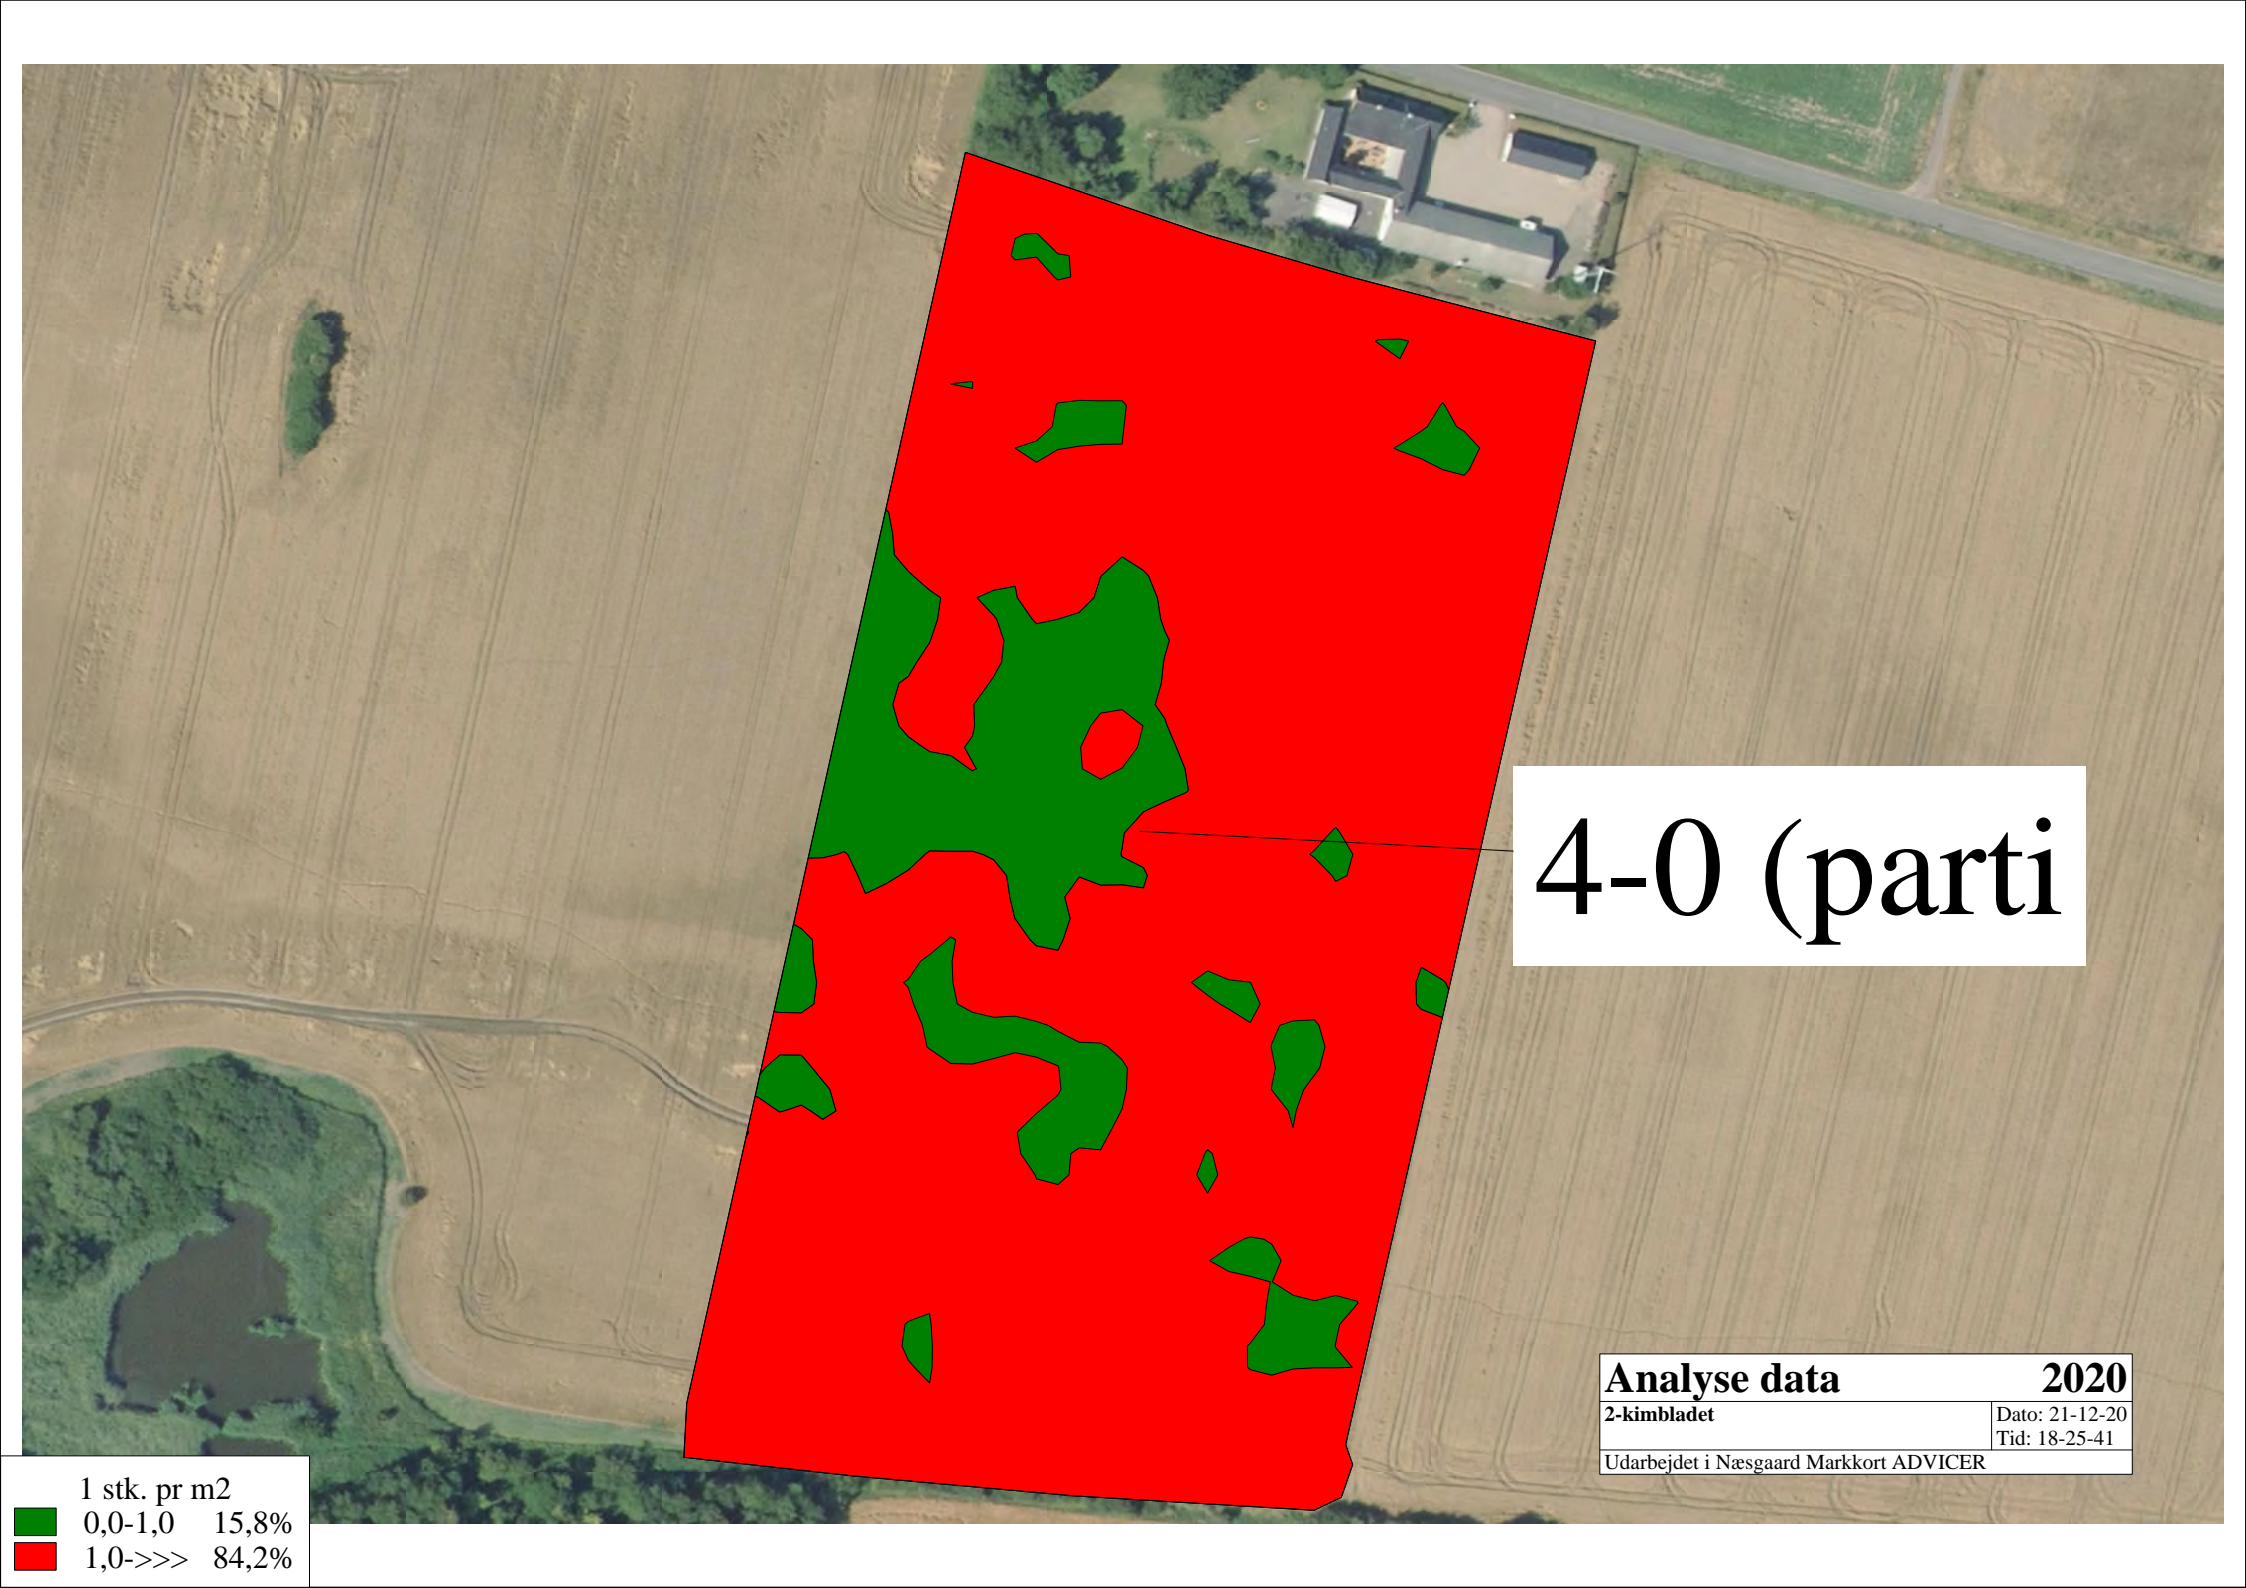 4-0 (parti
Analyse data 2020
2-kimbladet
Dato: 21-12-20
Tid: 18-25-41
Udarbejdet i Næsgaard Markkort ADVICER
1 stk. pr m2
0,0-1,0 15,8%
1,0->>> 84,2%